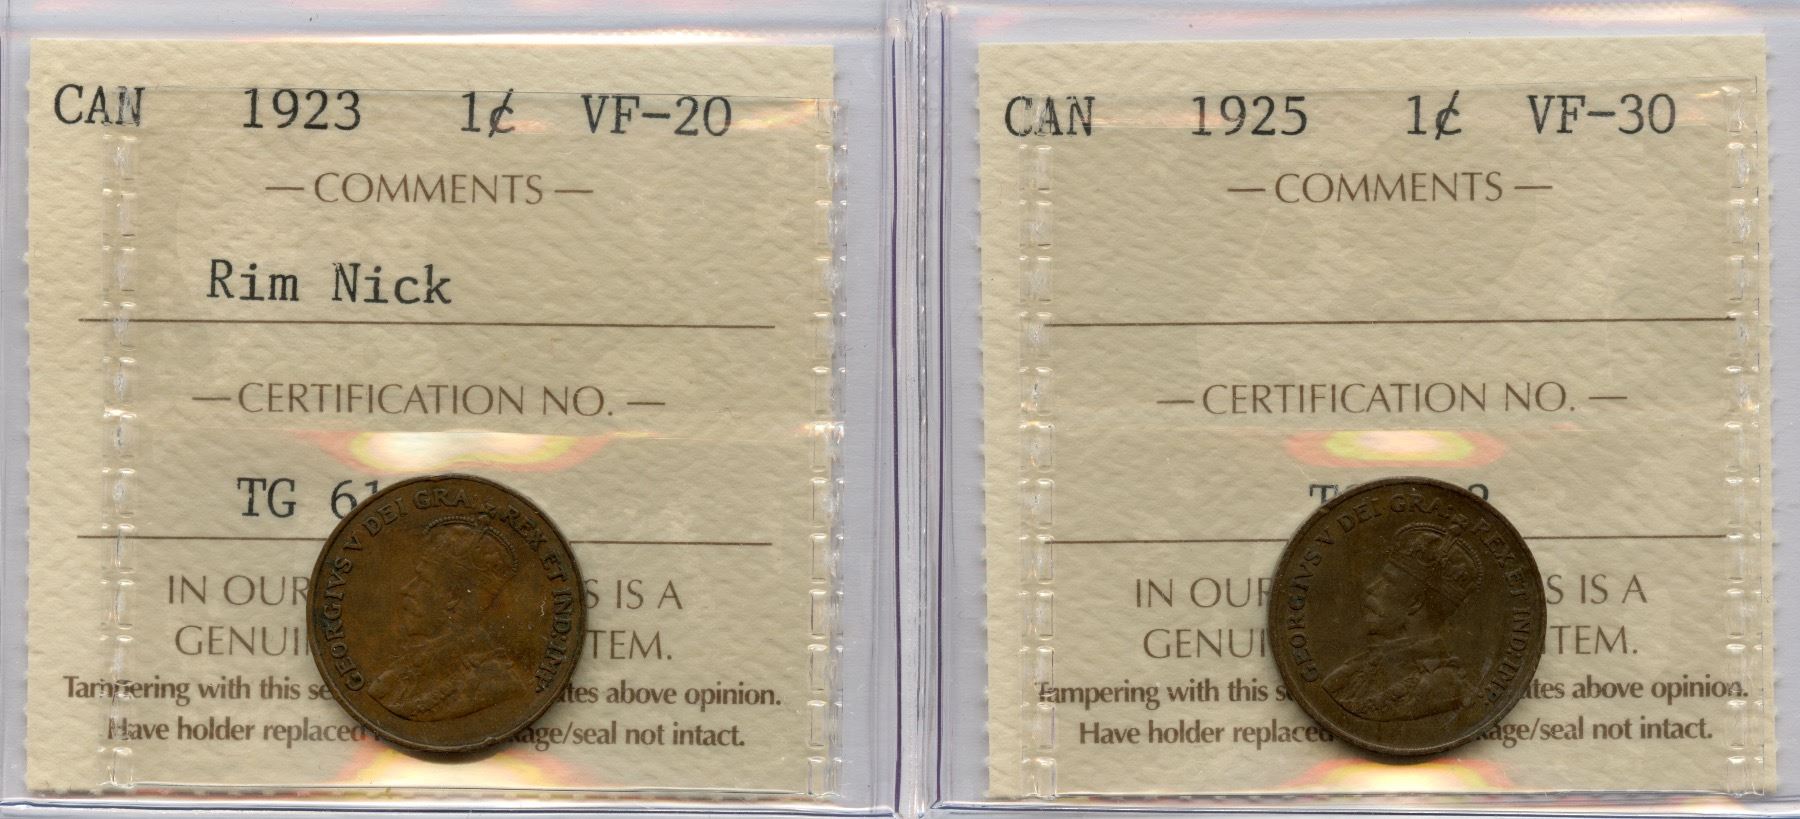 CAN 1923 1¢ VF-20
— COMMENTS —
Rim Nick
— CERTIFICATION NO. —
TG 61
IN OUR S IS A
GENUI TEM.
Tampering with this se ates above opinion.
Have holder replaced kage/seal not intact.
GEORGIVS V DEI GRA: REX ET IND:IMP:
CAN 1925 1¢ VF-30
— COMMENTS —
— CERTIFICATION NO. —
IN OUR S IS A
GENUI TEM.
Tampering with this s ates above opinion.
Have holder replaced kage/seal not intact.
GEORGIVS V DEI GRA: REX ET IND:IMP: